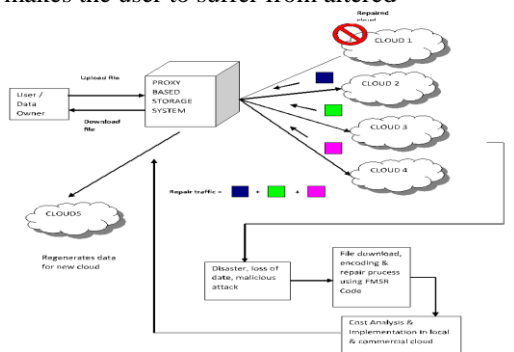 makes the user to suffer from altered
Repaired
cloud
CLOUD 1
Upload file
PROXY
BASED
STORAGE
SYSTEM
CLOUD 2
User /
Data
Owner
Download
file
CLOUD 3
CLOUD 4
Repair traffic = + +
CLOUD5
Regenerates data
for new cloud
Disaster, loss of
date, malicious
attack
File download,
encoding &
repair process
using FMSR
Code
Cost Analysis &
Implementation in local
& commercial cloud